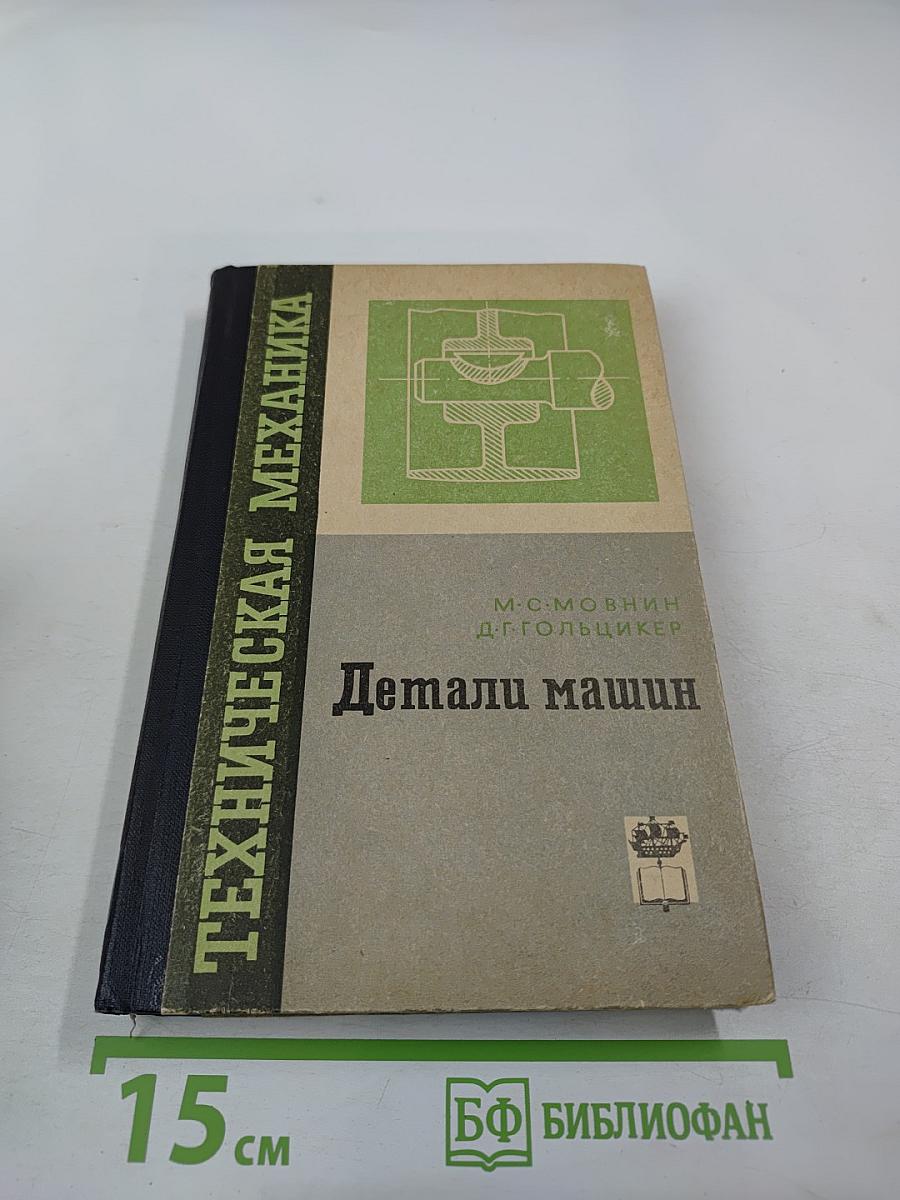 ТЕХНИЧЕСКАЯ МЕХАНИКА
М·С·МОВНИН
Д·Г·ГОЛЬЦИКЕР
Детали машин
15 см
БФ БИБЛИОФАН